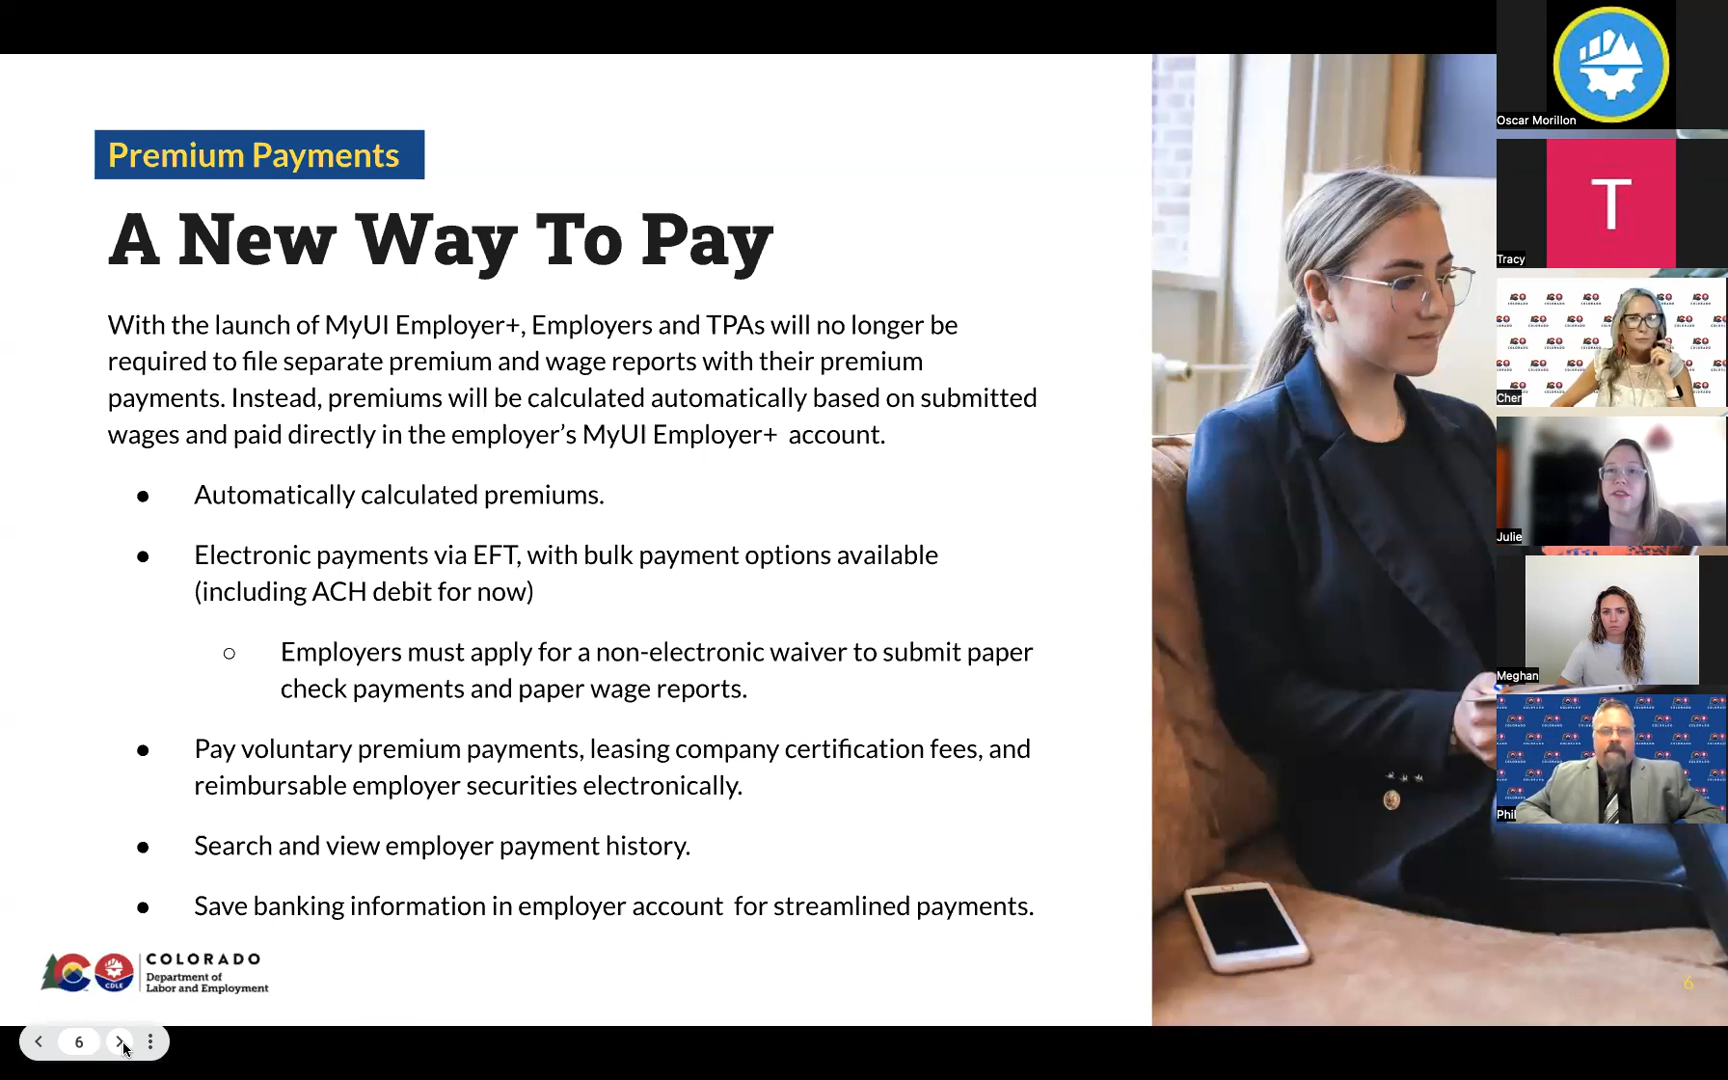 Premium Payments
A New Way To Pay
With the launch of MyUI Employer+, Employers and TPAs will no longer be
required to file separate premium and wage reports with their premium
payments. Instead, premiums will be calculated automatically based on submitted
wages and paid directly in the employer’s MyUI Employer+  account.
● Automatically calculated premiums.
● Electronic payments via EFT, with bulk payment options available
(including ACH debit for now)
○ Employers must apply for a non-electronic waiver to submit paper
check payments and paper wage reports.
● Pay voluntary premium payments, leasing company certification fees, and
reimbursable employer securities electronically.
● Search and view employer payment history.
● Save banking information in employer account  for streamlined payments.
CDLE
COLORADO
Department of
Labor and Employment
6
6
Oscar Morillon
T
Tracy
Cher
Julie
Meghan
Phil